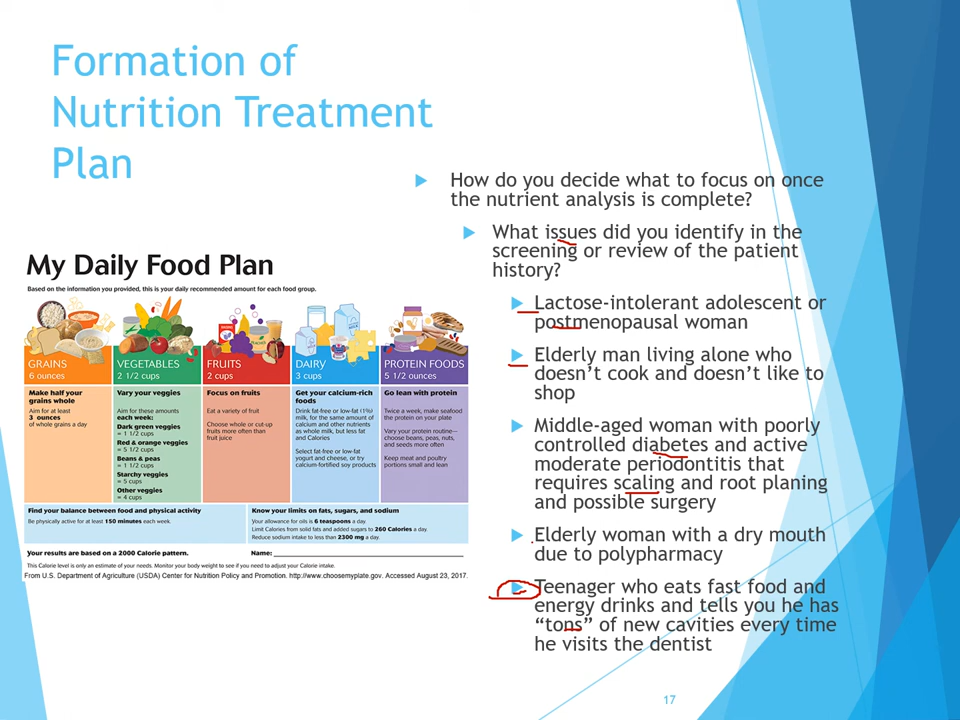 Formation of
Nutrition Treatment
Plan
How do you decide what to focus on once
the nutrient analysis is complete?
What issues did you identify in the
screening or review of the patient
history?
Lactose-intolerant adolescent or
postmenopausal woman
Elderly man living alone who
doesn't cook and doesn't like to
shop
Middle-aged woman with poorly
controlled diabetes and active
moderate periodontitis that
requires scaling and root planing
and possible surgery
Elderly woman with a dry mouth
due to polypharmacy
Teenager who eats fast food and
energy drinks and tells you he has
“tons” of new cavities every time
he visits the dentist
My Daily Food Plan
Based on the information you provided, this is your daily recommended amount for each food group.
GRAINS
6 ounces
Make half your
grains whole
Aim for at least
3 ounces
of whole grains a day
VEGETABLES
2 1/2 cups
Vary your veggies
Aim for these amounts
each week:
Dark green veggies
= 1 1/2 cups
Red & orange veggies
= 5 1/2 cups
Beans & peas
= 1 1/2 cups
Starchy veggies
= 5 cups
Other veggies
= 4 cups
FRUITS
2 cups
Focus on fruits
Eat a variety of fruit
Choose whole or cut-up
fruits more often than
fruit juice
DAIRY
3 cups
Get your calcium-rich
foods
Drink fat-free or low-fat (1%)
milk, for the same amount of
calcium and other nutrients
as whole milk, but less fat
and Calories
Select fat-free or low-fat
yogurt and cheese, or try
calcium-fortified soy products
PROTEIN FOODS
5 1/2 ounces
Go lean with protein
Twice a week, make seafood
the protein on your plate
Vary your protein routine—
choose beans, peas, nuts,
and seeds more often
Keep meat and poultry
portions small and lean
Find your balance between food and physical activity
Be physically active for at least 150 minutes each week.
Know your limits on fats, sugars, and sodium
Your allowance for oils is 6 teaspoons a day.
Limit Calories from solid fats and added sugars to 260 Calories a day.
Reduce sodium intake to less than 2300 mg a day.
Your results are based on a 2000 Calorie pattern.
Name:
This Calorie level is only an estimate of your needs. Monitor your body weight to see if you need to adjust your Calorie intake.
From U.S. Department of Agriculture (USDA) Center for Nutrition Policy and Promotion. http://www.choosemyplate.gov. Accessed August 23, 2017.
17